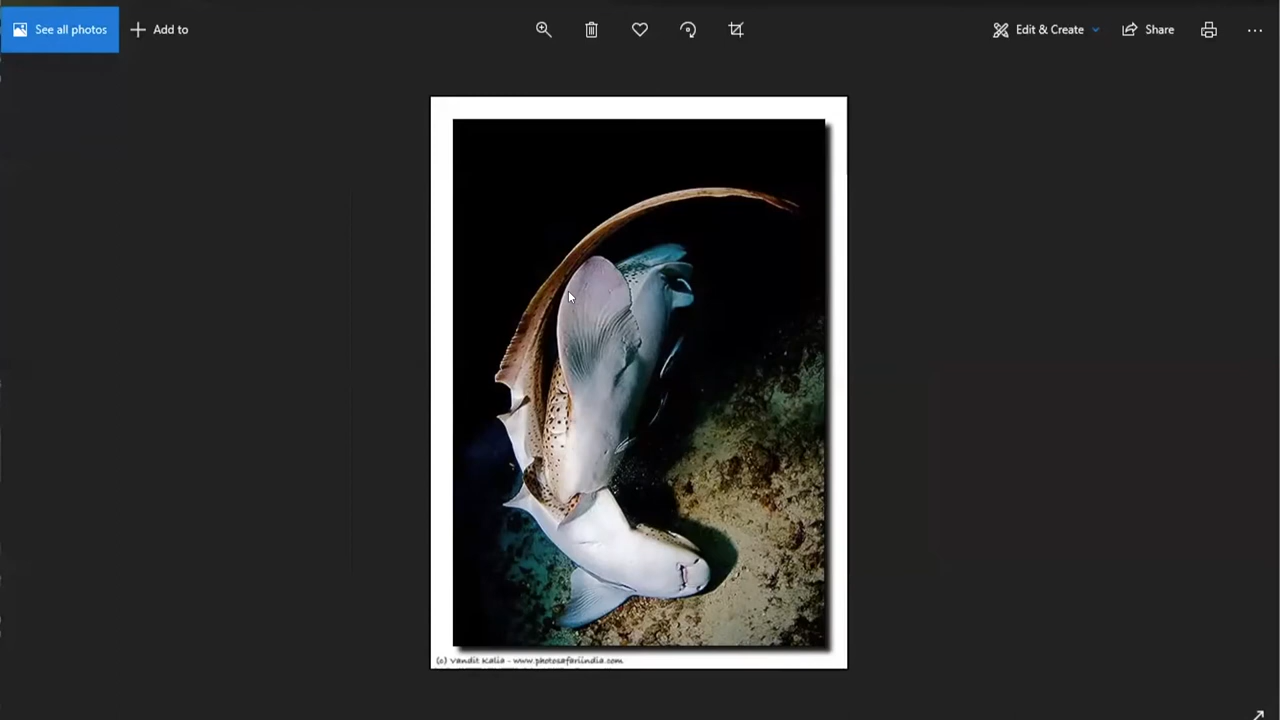 See all photos
Add to
Edit & Create
Share
(c) Vandit Kalia - www.photosafariindia.com